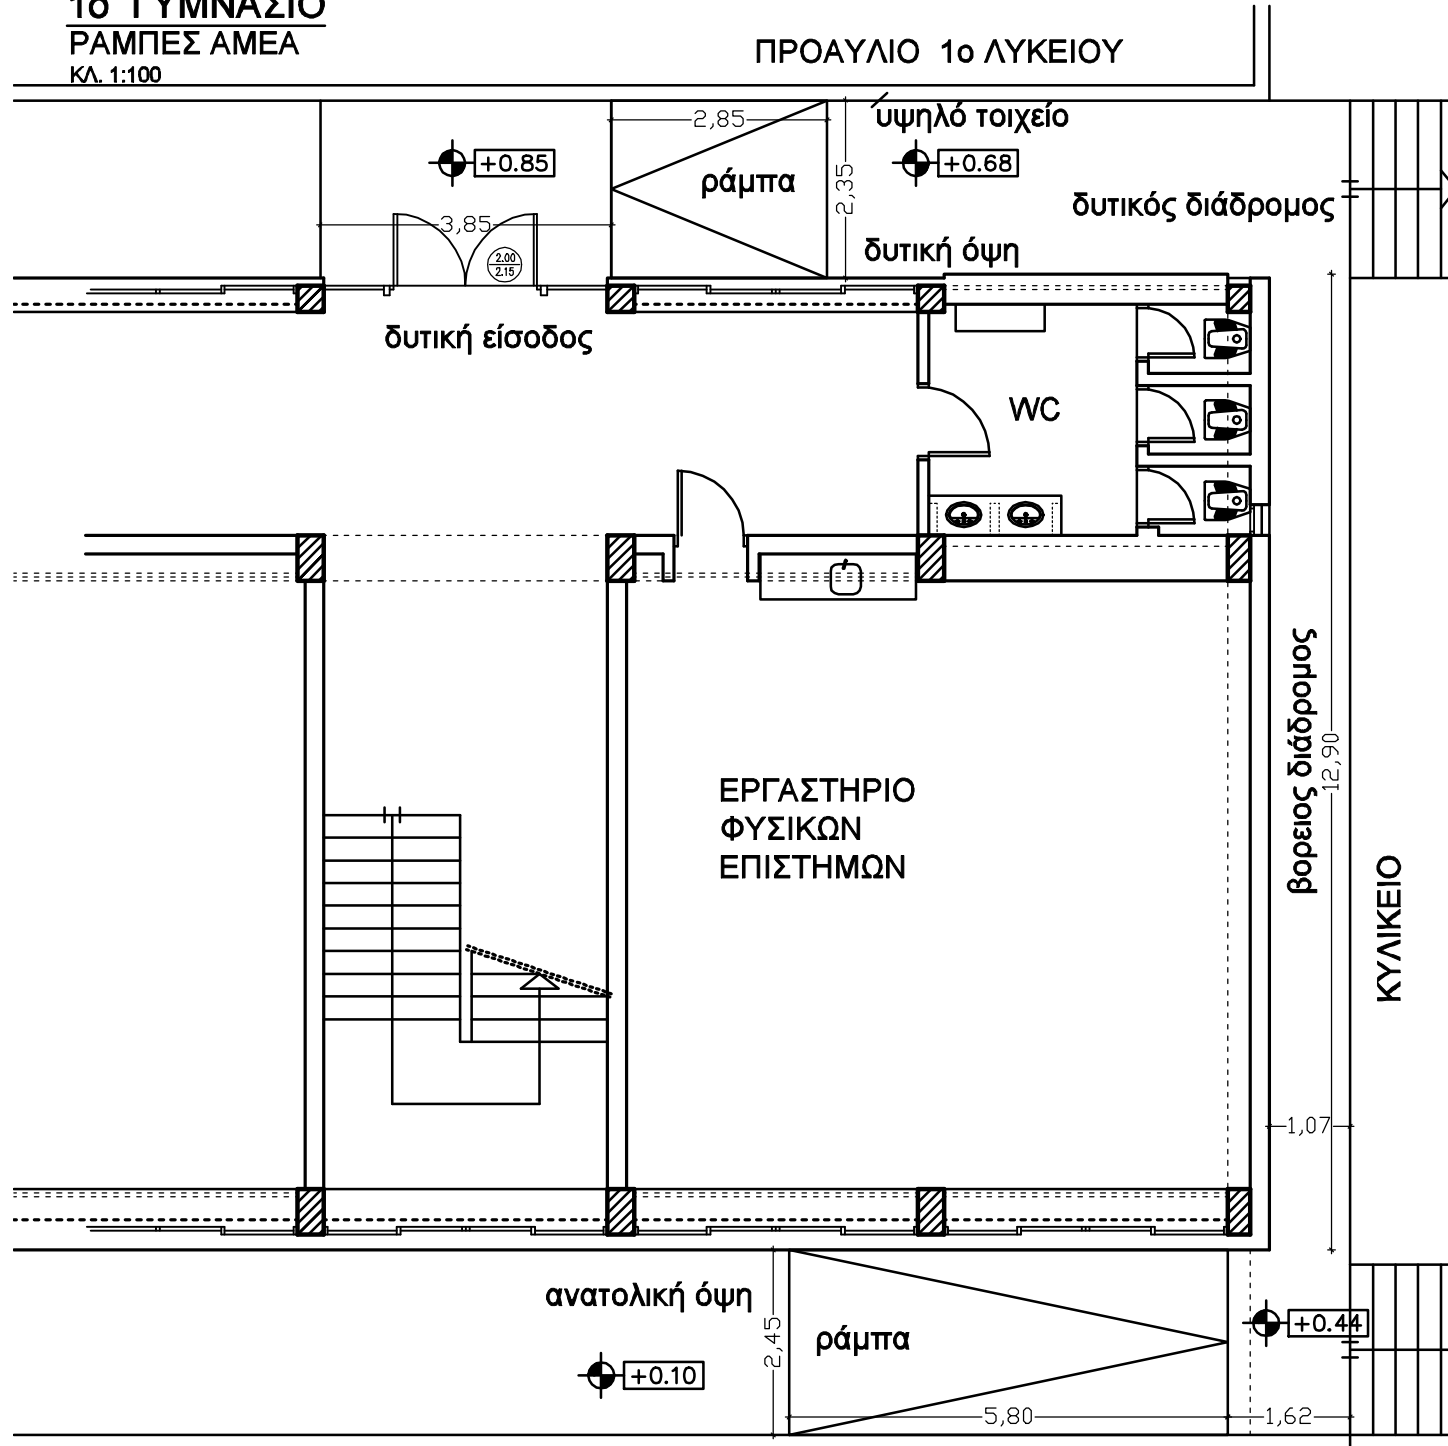 1ο ΓΥΜΝΑΣΙΟ
ΡΑΜΠΕΣ ΑΜΕΑ
ΚΛ. 1:100
ΠΡΟΑΥΛΙΟ 1ο ΛΥΚΕΙΟΥ
υψηλό τοιχείο
2,85
+0.85
ράμπα
2,35
+0.68
δυτικός διάδρομος
3,85
2.00
2.15
δυτική όψη
δυτική είσοδος
WC
βορειος διάδρομος
12,90
ΕΡΓΑΣΤΗΡΙΟ
ΦΥΣΙΚΩΝ
ΕΠΙΣΤΗΜΩΝ
ΚΥΛΙΚΕΙΟ
1,07
ανατολική όψη
2,45
ράμπα
+0.44
+0.10
5,80
1,62